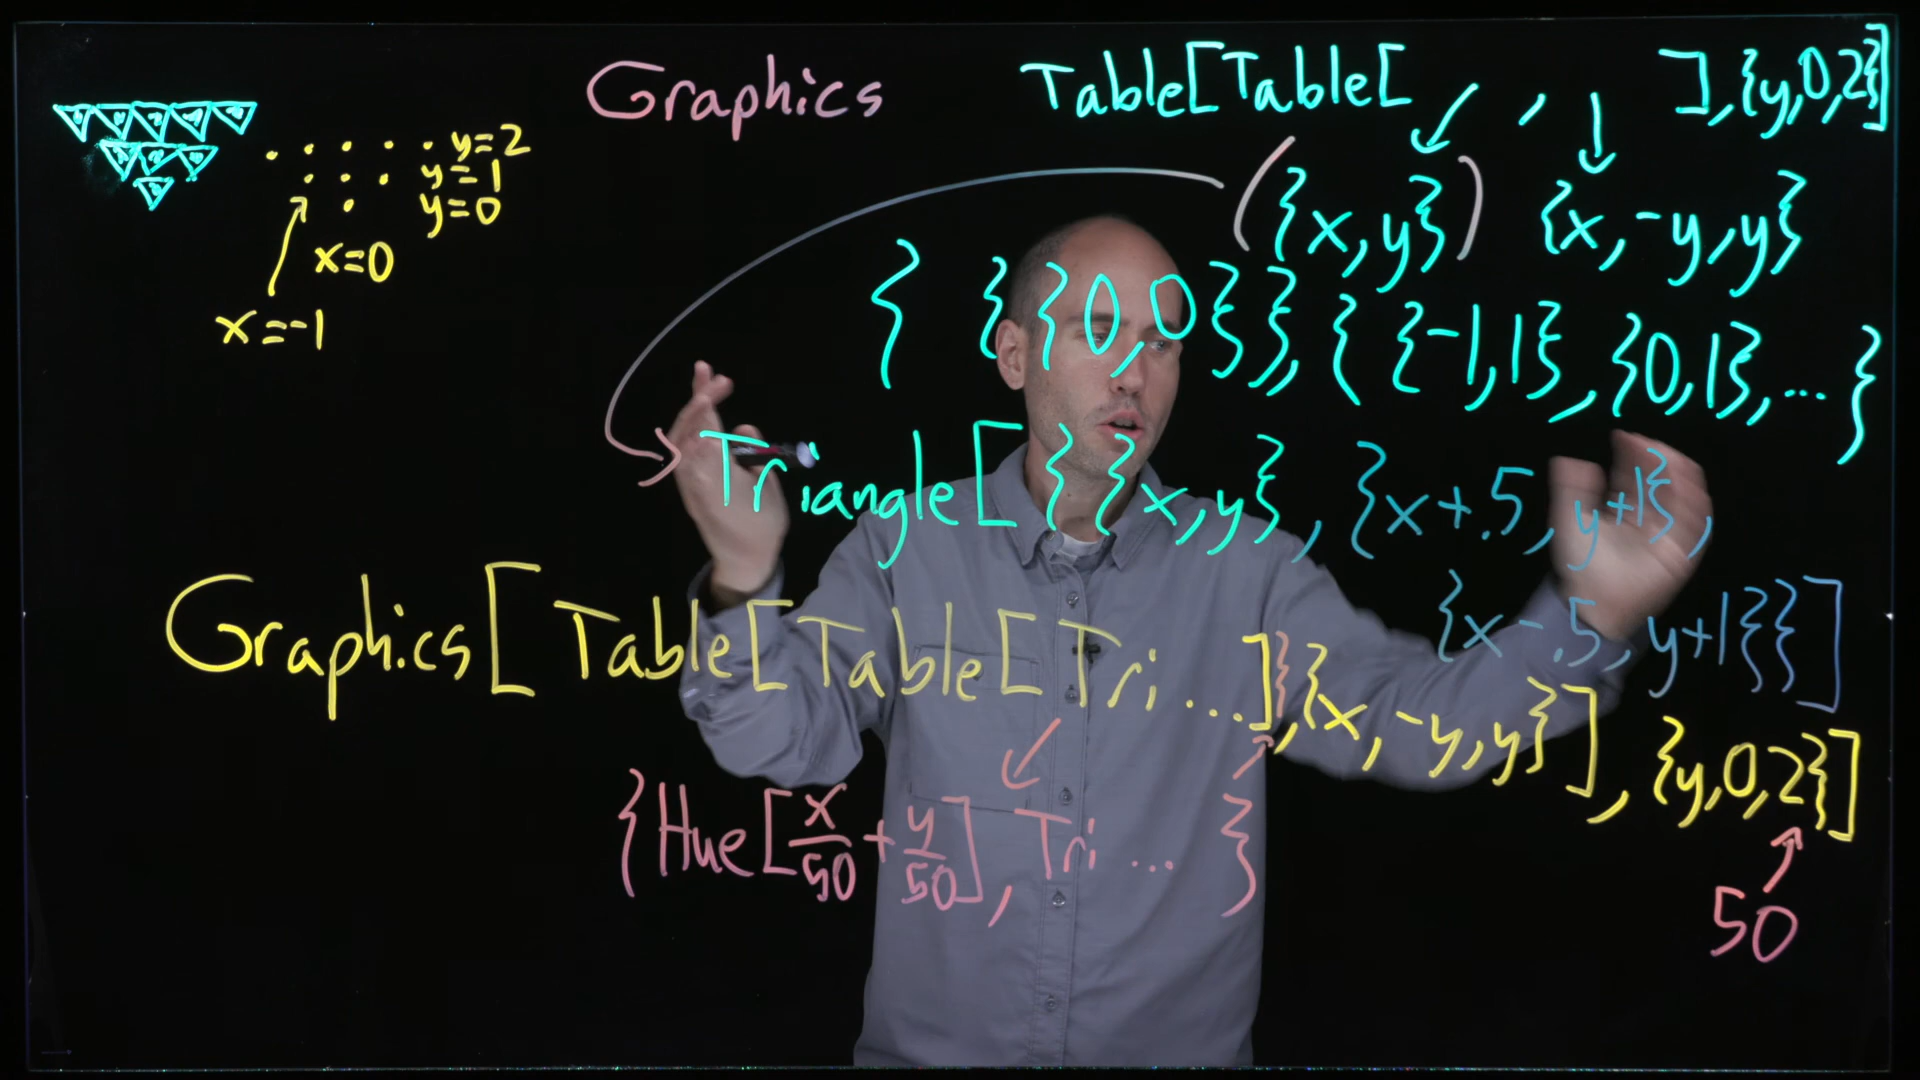 Graphics
Table[Table[ , ],{y,0,2}]
y=2
y=1
y=0
x=0
x=-1
({x,y}) {x,-y,y}
{ {{0,0}},{ {-1,1},{0,1},... }
Triangle[{{x,y},{x+.5,y+1},
{x-.5,y+1}}]
Graphics[Table[Table[Tri...]},{x,-y,y}],{y,0,2}]
{Hue[x/50+y/50],Tri... }
50